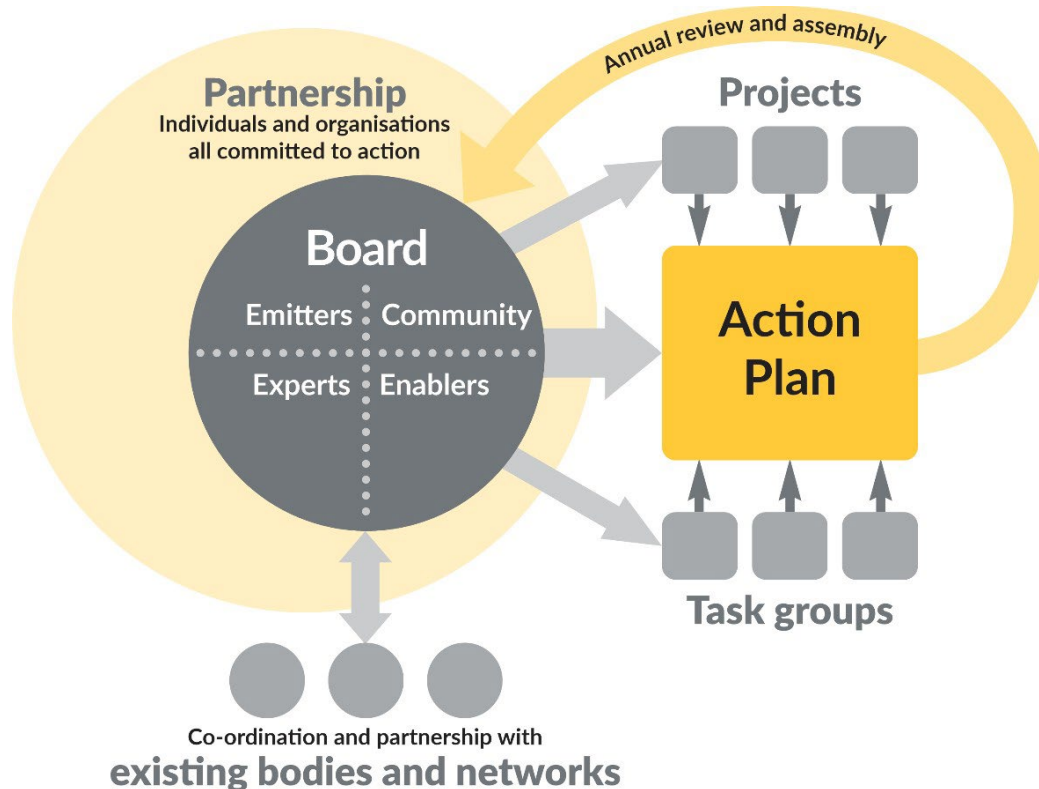 Annual review and assembly
Partnership
Individuals and organisations
all committed to action
Projects
Board
Emitters
Community
Experts
Enablers
Action
Plan
Task groups
Co-ordination and partnership with
existing bodies and networks